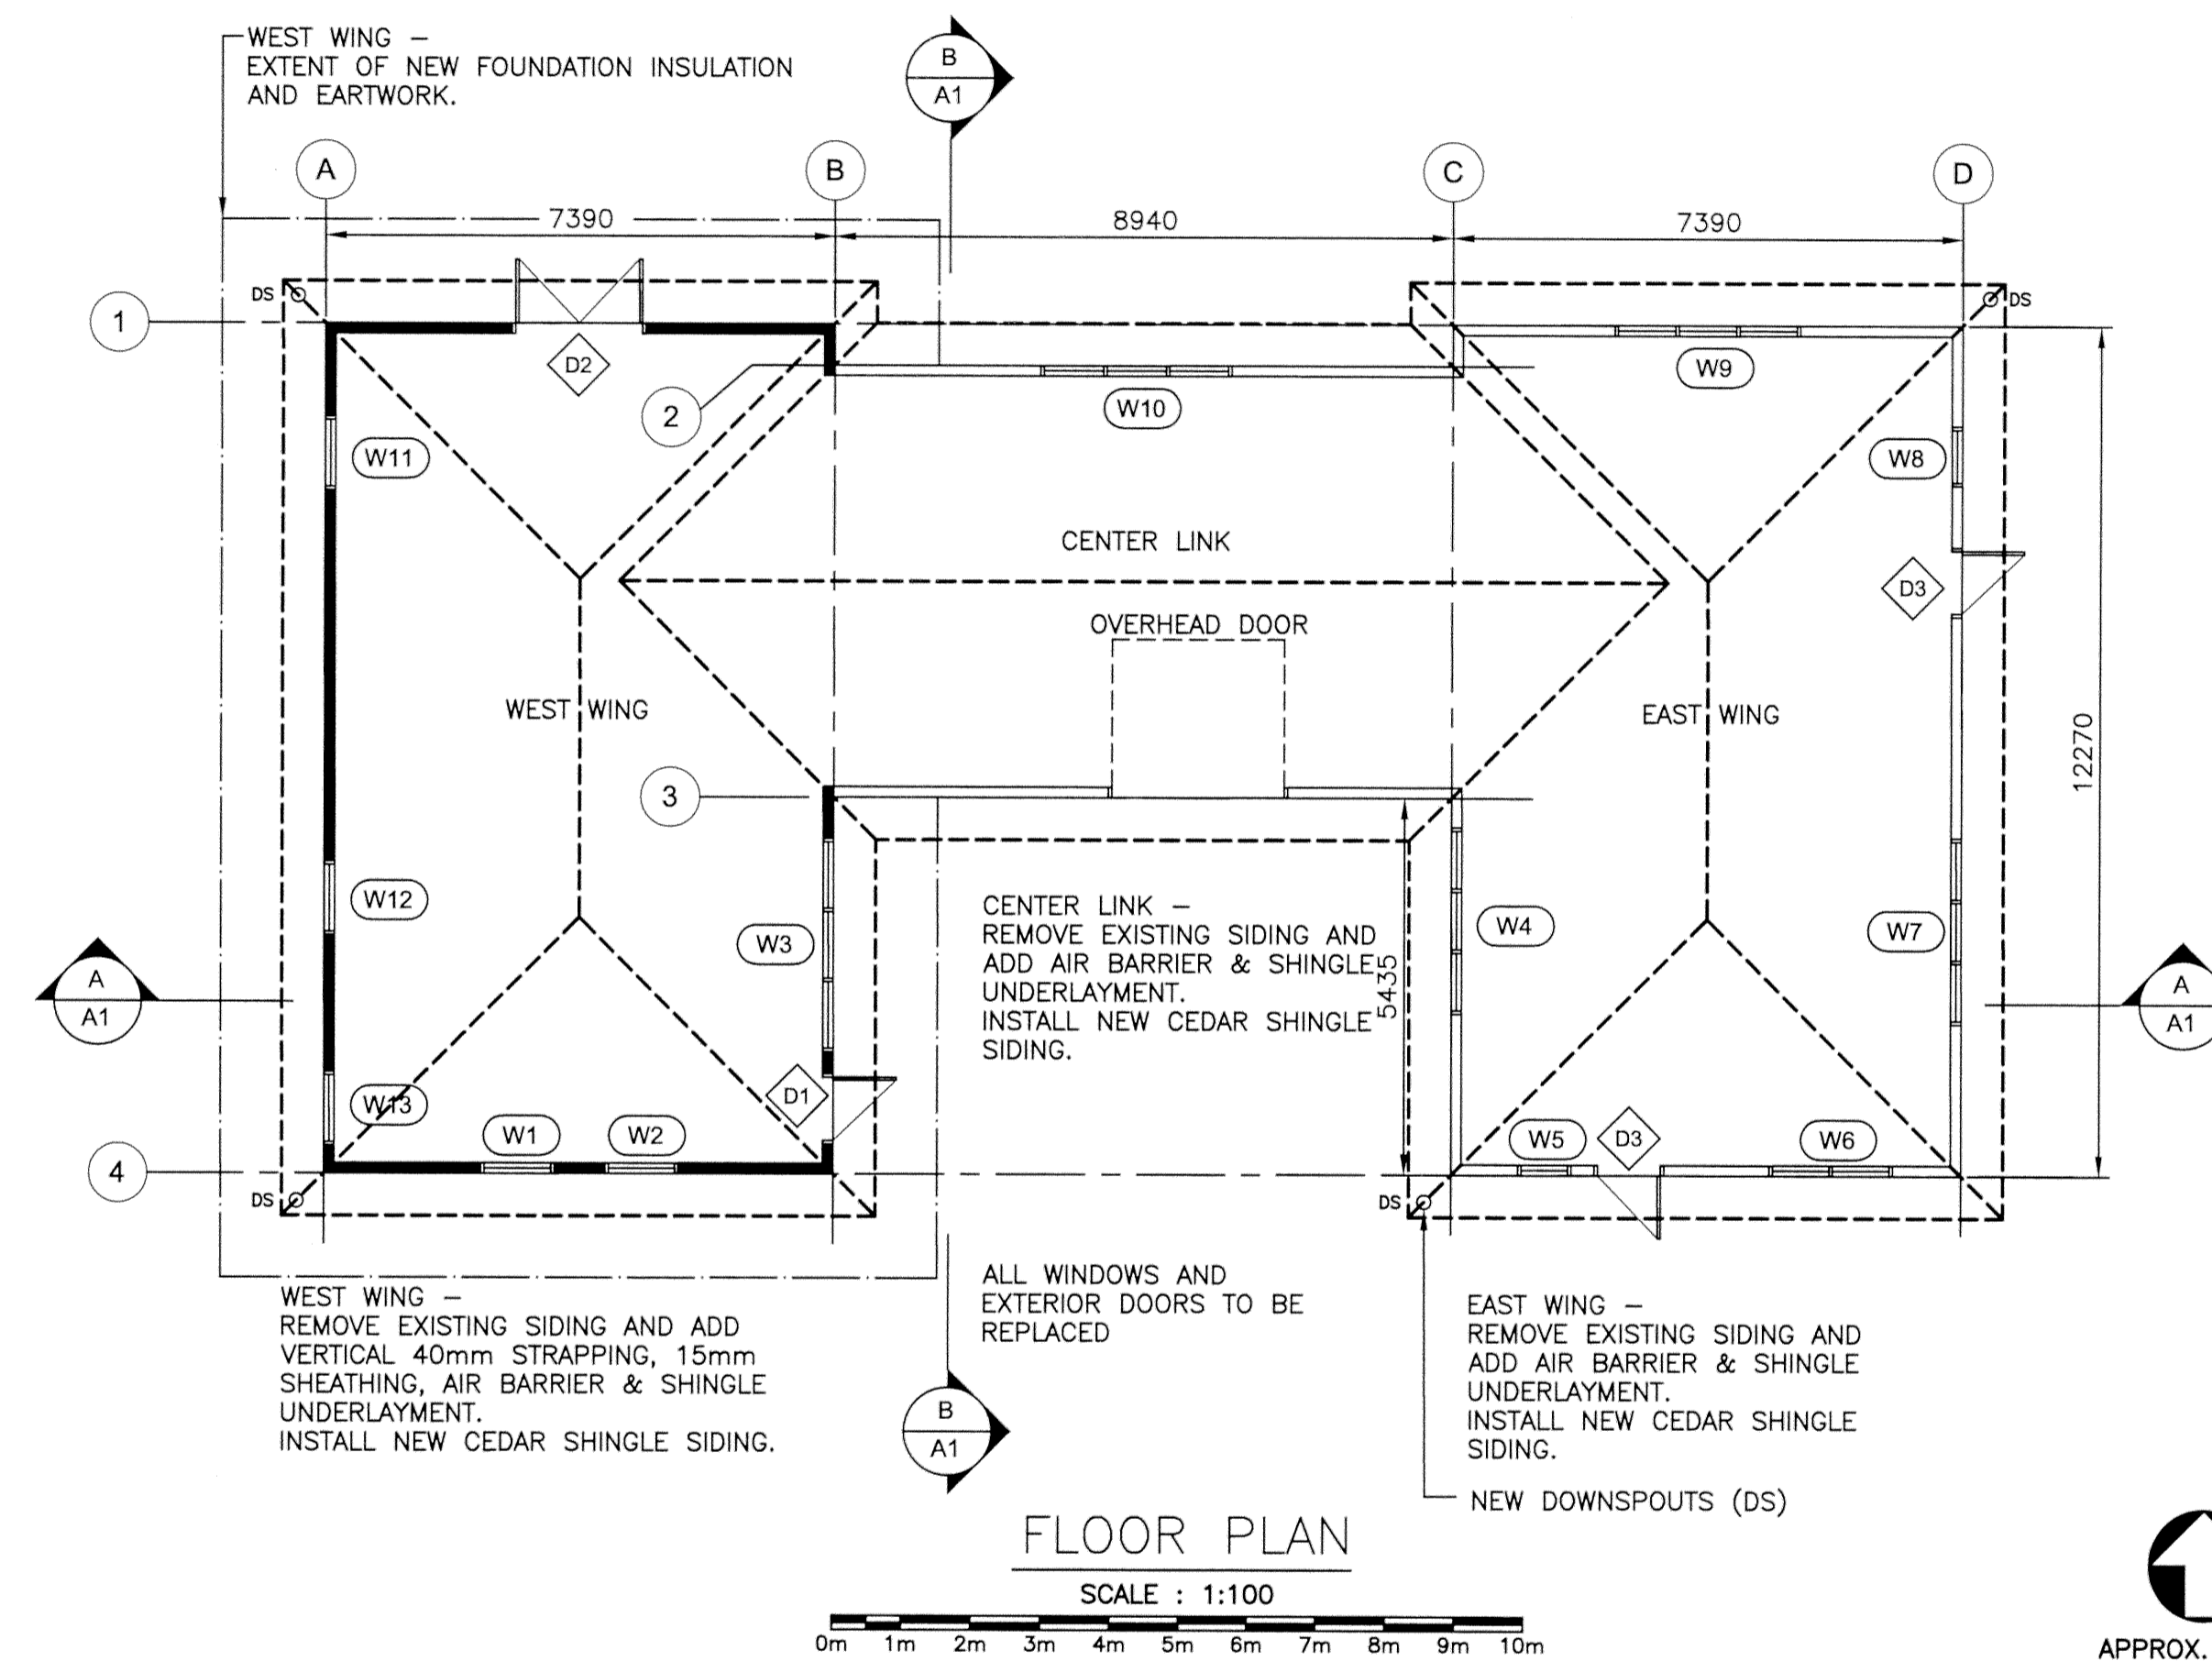 WEST WING –
EXTENT OF NEW FOUNDATION INSULATION
AND EARTWORK.
B
A1
A
B
C
D
7390
8940
7390
DS
DS
1
D2
W9
2
W10
W11
W8
CENTER LINK
D3
OVERHEAD DOOR
WEST WING
EAST WING
12270
3
W12
W3
W4
W7
CENTER LINK –
REMOVE EXISTING SIDING AND
ADD AIR BARRIER & SHINGLE
UNDERLAYMENT.
INSTALL NEW CEDAR SHINGLE
SIDING.
5435
A
A1
A
A1
W13
D1
W1
W2
W5
D3
W6
4
DS
DS
WEST WING –
REMOVE EXISTING SIDING AND ADD
VERTICAL 40mm STRAPPING, 15mm
SHEATHING, AIR BARRIER & SHINGLE
UNDERLAYMENT.
INSTALL NEW CEDAR SHINGLE SIDING.
ALL WINDOWS AND
EXTERIOR DOORS TO BE
REPLACED
EAST WING –
REMOVE EXISTING SIDING AND
ADD AIR BARRIER & SHINGLE
UNDERLAYMENT.
INSTALL NEW CEDAR SHINGLE
SIDING.
B
A1
NEW DOWNSPOUTS (DS)
FLOOR PLAN
SCALE : 1:100
0m 1m 2m 3m 4m 5m 6m 7m 8m 9m 10m
APPROX.